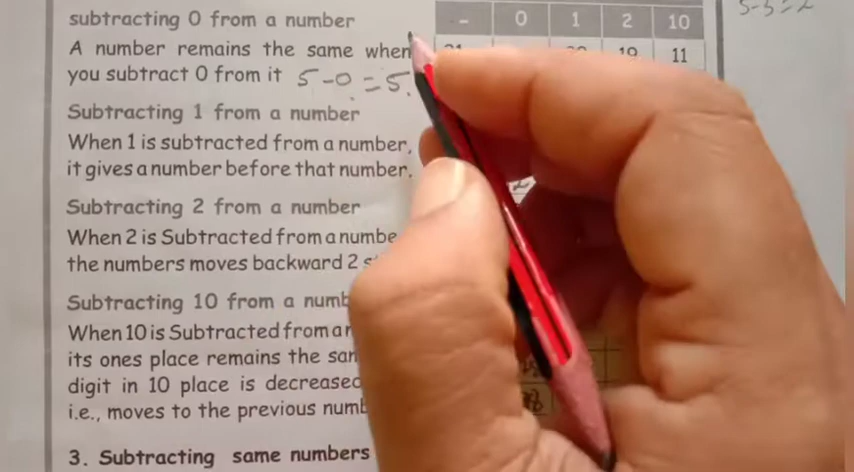 subtracting 0 from a number
A number remains the same when
you subtract 0 from it 5-0=5.
Subtracting 1 from a number
When 1 is subtracted from a number,
it gives a number before that number.
Subtracting 2 from a number
When 2 is Subtracted from a numbe
the numbers moves backward 2 s
Subtracting 10 from a numb
When 10 is Subtracted from a
its ones place remains the sam
digit in 10 place is decreased
i.e., moves to the previous numb
3. Subtracting same numbers
- 0 1 2 10
19 11